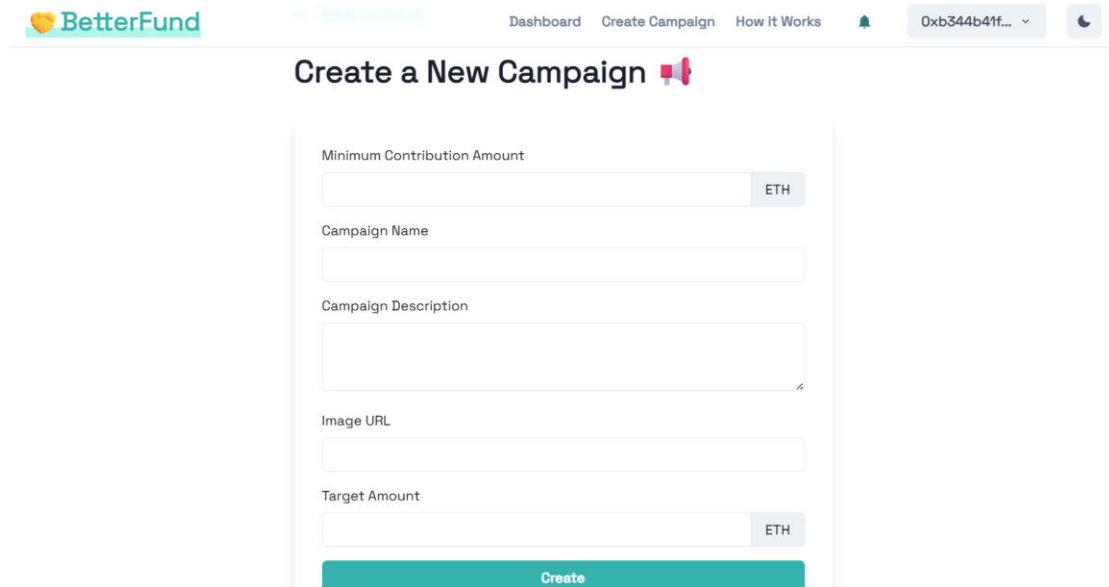 BetterFund
Dashboard Create Campaign How it Works 0xb344b41f...
Create a New Campaign
Minimum Contribution Amount
ETH
Campaign Name
Campaign Description
Image URL
Target Amount
ETH
Create